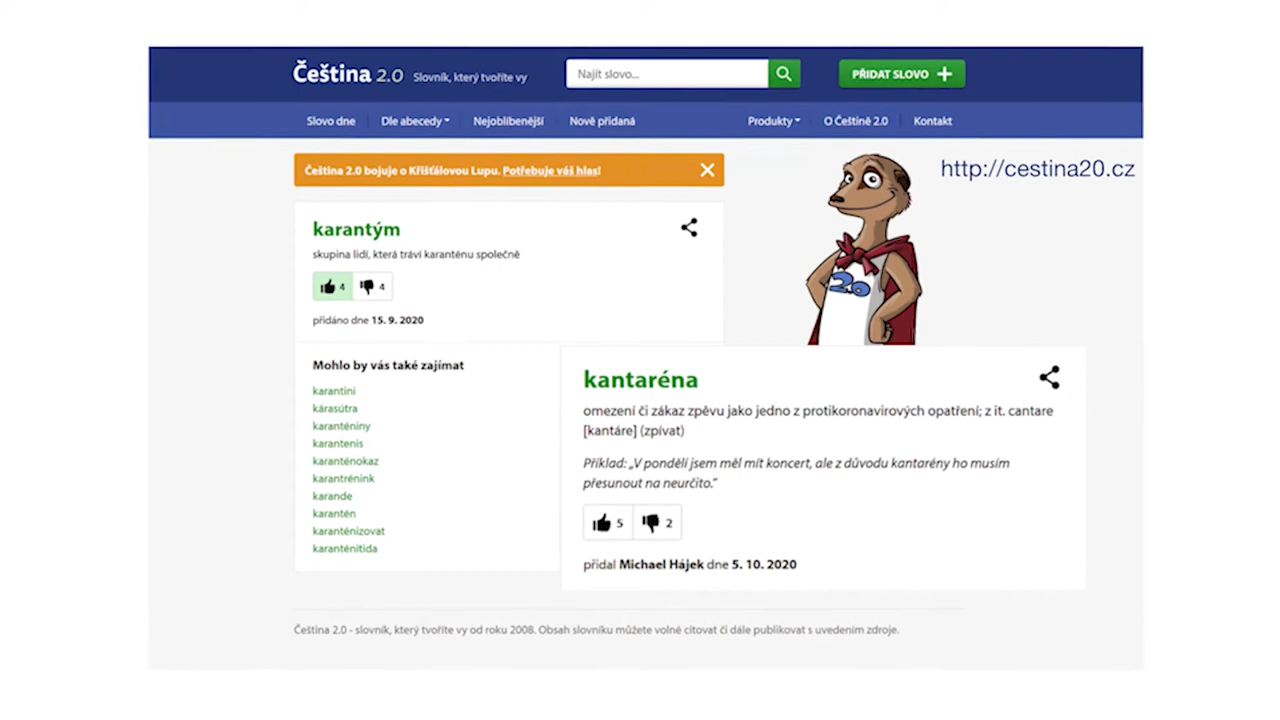 Čeština 2.0 Slovník, který tvoříte vy
Najít slovo...
PŘIDAT SLOVO
Slovo dne
Dle abecedy
Nejoblíbenější
Nově přidaná
Produkty
O Češtině 2.0
Kontakt
Čeština 2.0 bojuje o Křišťálovou Lupu. Potřebuje váš hlas!
http://cestina20.cz
2.0
karantým
skupina lidí, která tráví karanténu společně
4
4
přidáno dne 15. 9. 2020
Mohlo by vás také zajímat
karantini
kárasútra
karanténiny
karantenis
karanténokaz
karantrénink
karande
karantén
karanténizovat
karanténitida
kantaréna
omezení či zákaz zpěvu jako jedno z protikoronavirových opatření; z it. cantare
[kantáre] (zpívat)
Příklad: „V pondělí jsem měl mít koncert, ale z důvodu kantarény ho musím
přesunout na neurčito.“
5
2
přidal Michael Hájek dne 5. 10. 2020
Čeština 2.0 - slovník, který tvoříte vy od roku 2008. Obsah slovníku můžete volně citovat či dále publikovat s uvedením zdroje.